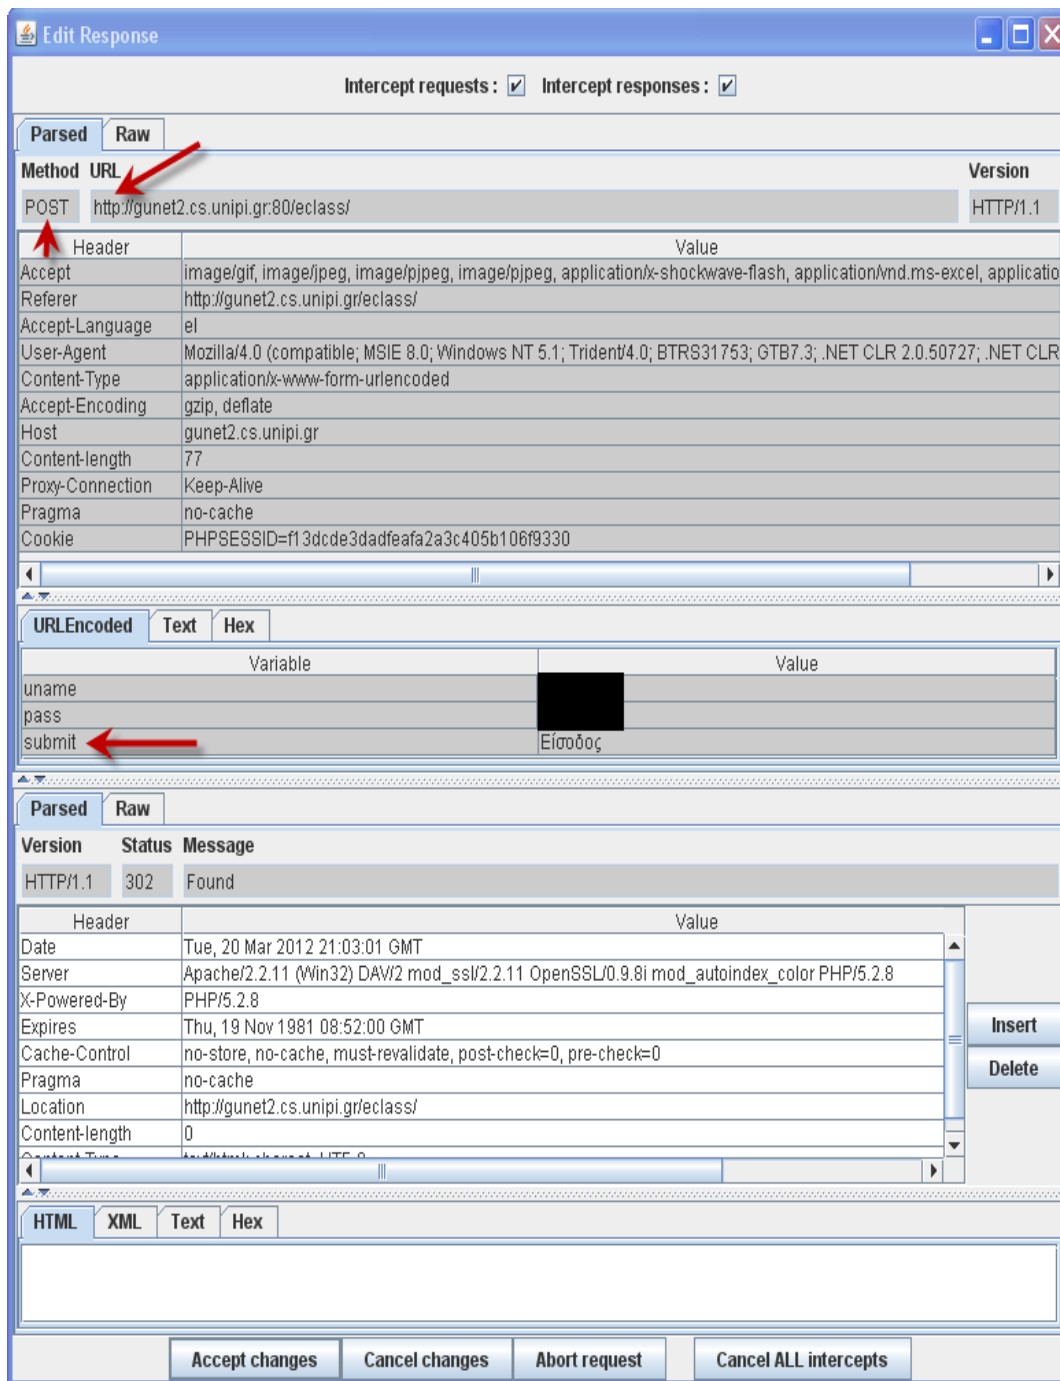 Edit Response
Intercept requests : Intercept responses :
Parsed Raw
Method URL Version
POST http://gunet2.cs.unipi.gr:80/eclass/ HTTP/1.1
Header Value
Accept image/gif, image/jpeg, image/pjpeg, image/pjpeg, application/x-shockwave-flash, application/vnd.ms-excel, applicatio
Referer http://gunet2.cs.unipi.gr/eclass/
Accept-Language el
User-Agent Mozilla/4.0 (compatible; MSIE 8.0; Windows NT 5.1; Trident/4.0; BTRS31753; GTB7.3; .NET CLR 2.0.50727; .NET CLR
Content-Type application/x-www-form-urlencoded
Accept-Encoding gzip, deflate
Host gunet2.cs.unipi.gr
Content-length 77
Proxy-Connection Keep-Alive
Pragma no-cache
Cookie PHPSESSID=f13dcde3dadfeafa2a3c405b106f9330
URLEncoded Text Hex
Variable Value
uname
pass
submit Είσοδος
Parsed Raw
Version Status Message
HTTP/1.1 302 Found
Header Value
Date Tue, 20 Mar 2012 21:03:01 GMT
Server Apache/2.2.11 (Win32) DAV/2 mod_ssl/2.2.11 OpenSSL/0.9.8i mod_autoindex_color PHP/5.2.8
X-Powered-By PHP/5.2.8
Expires Thu, 19 Nov 1981 08:52:00 GMT
Insert
Cache-Control no-store, no-cache, must-revalidate, post-check=0, pre-check=0
Delete
Pragma no-cache
Location http://gunet2.cs.unipi.gr/eclass/
Content-length 0
Content-Type text/html; charset=UTF-8
HTML XML Text Hex
Accept changes Cancel changes Abort request Cancel ALL intercepts